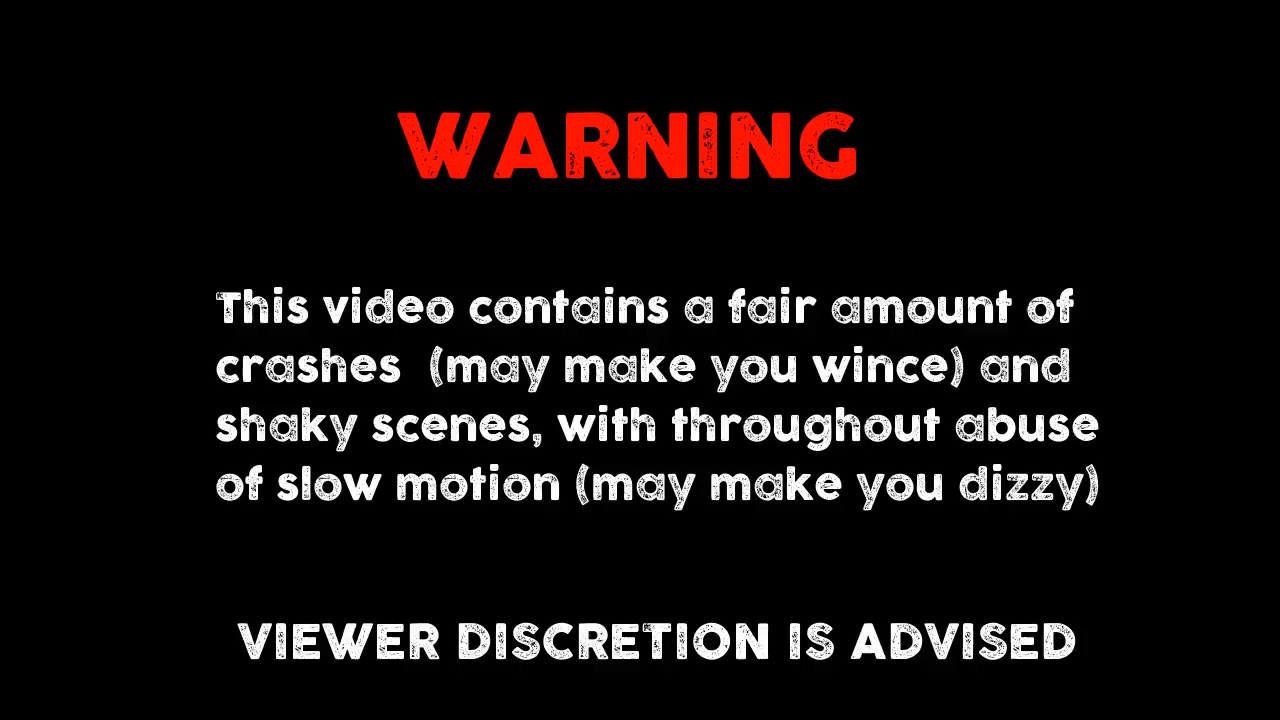 WARNING
This video contains a fair amount of
crashes  (may make you wince) and
shaky scenes, with throughout abuse
of slow motion (may make you dizzy)
VIEWER DISCRETION IS ADVISED